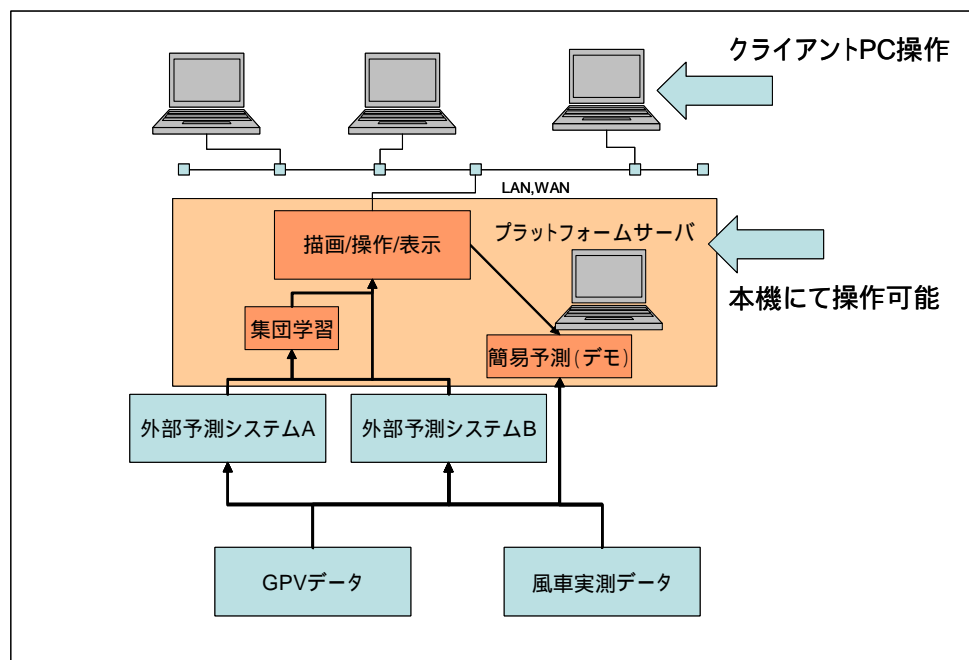 クライアントPC操作
LAN,WAN
プラットフォームサーバ
描画/操作/表示
本機にて操作可能
集団学習
簡易予測(デモ)
外部予測システムA
外部予測システムB
GPVデータ
風車実測データ